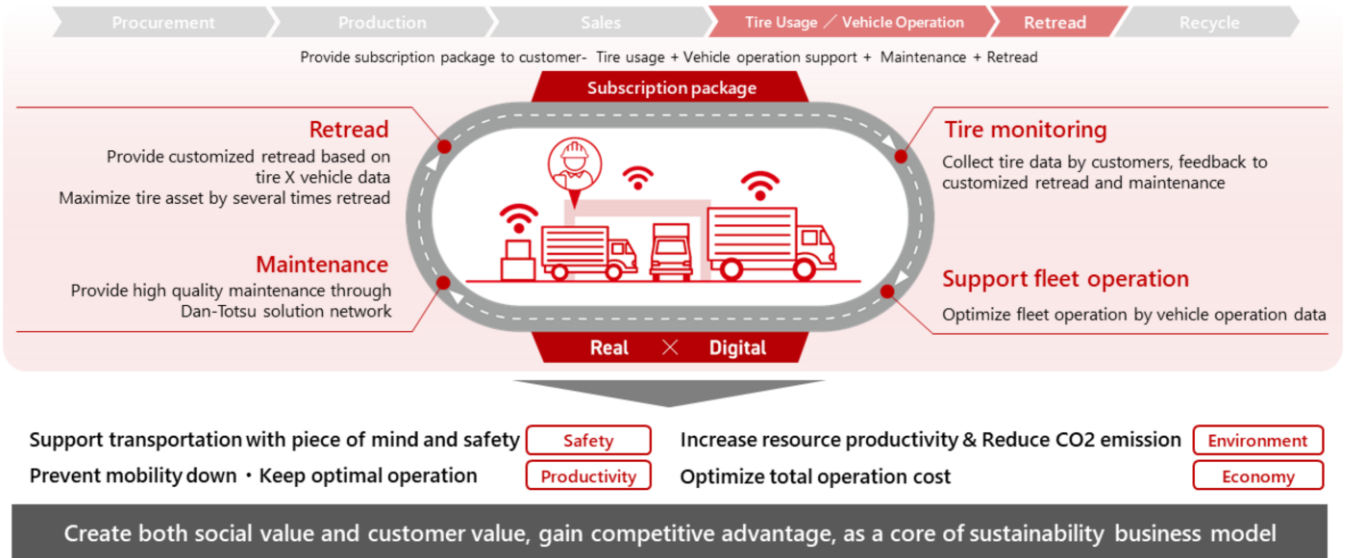 Procurement
Production
Sales
Tire Usage ／ Vehicle Operation
Retread
Recycle
Provide subscription package to customer- Tire usage + Vehicle operation support + Maintenance + Retread
Subscription package
Retread
Provide customized retread based on
tire X vehicle data
Maximize tire asset by several times retread
Tire monitoring
Collect tire data by customers, feedback to
customized retread and maintenance
Maintenance
Provide high quality maintenance through
Dan-Totsu solution network
Support fleet operation
Optimize fleet operation by vehicle operation data
Real × Digital
Support transportation with piece of mind and safety
Safety
Increase resource productivity & Reduce CO2 emission
Environment
Prevent mobility down・Keep optimal operation
Productivity
Optimize total operation cost
Economy
Create both social value and customer value, gain competitive advantage, as a core of sustainability business model